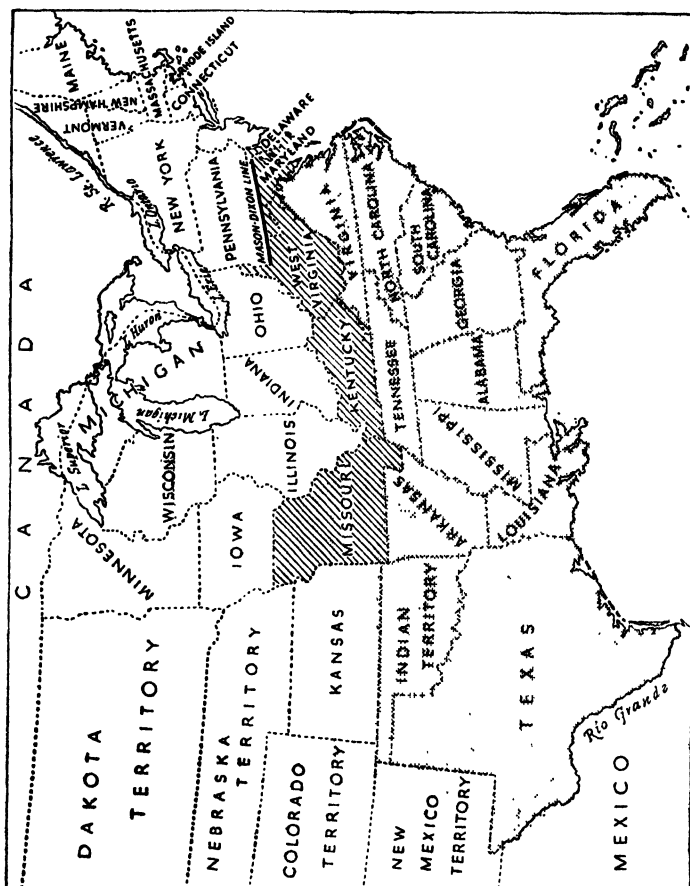 CANADA
R. St. Lawrence
MAINE
VERMONT
NEW HAMPSHIRE
MASSACHUSETTS
RHODE ISLAND
CONNECTICUT
NEW YORK
L. Ontario
L. Erie
L. Huron
L. Michigan
L. Superior
MICHIGAN
WISCONSIN
MINNESOTA
DAKOTA
TERRITORY
NEBRASKA
TERRITORY
IOWA
ILLINOIS
INDIANA
OHIO
PENNSYLVANIA
MASON-DIXON LINE
DELAWARE
MARYLAND
WEST
VIRGINIA
VIRGINIA
KENTUCKY
MISSOURI
KANSAS
COLORADO
TERRITORY
NEW
MEXICO
TERRITORY
INDIAN
TERRITORY
ARKANSAS
TENNESSEE
NORTH CAROLINA
SOUTH
CAROLINA
GEORGIA
ALABAMA
MISSISSIPPI
LOUISIANA
TEXAS
FLORIDA
Rio Grande
MEXICO